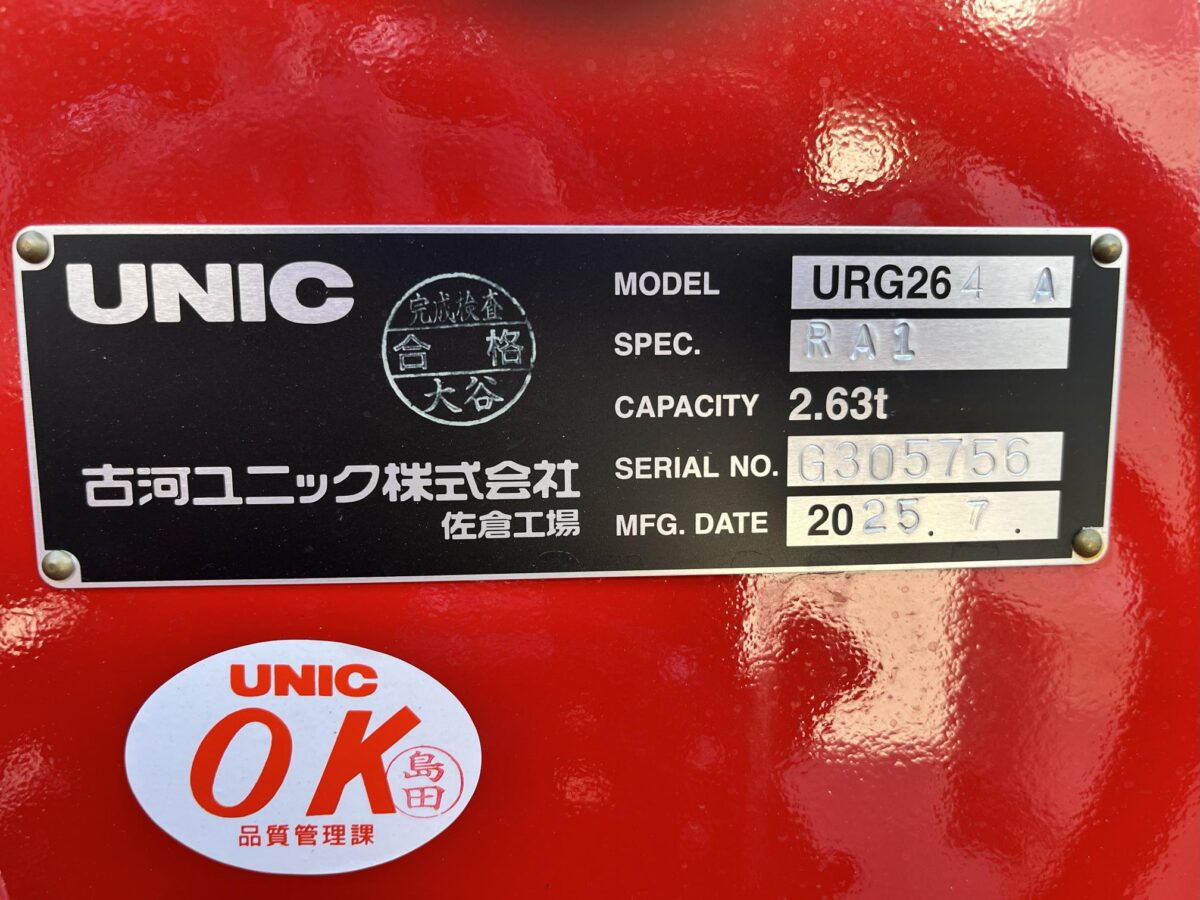 UNIC
完成検査
合格
大谷
古河ユニック株式会社
佐倉工場
MODEL URG264 A
SPEC. RA1
CAPACITY 2.63t
SERIAL NO. G305756
MFG. DATE 2025. 7.
UNIC
OK
島田
品質管理課